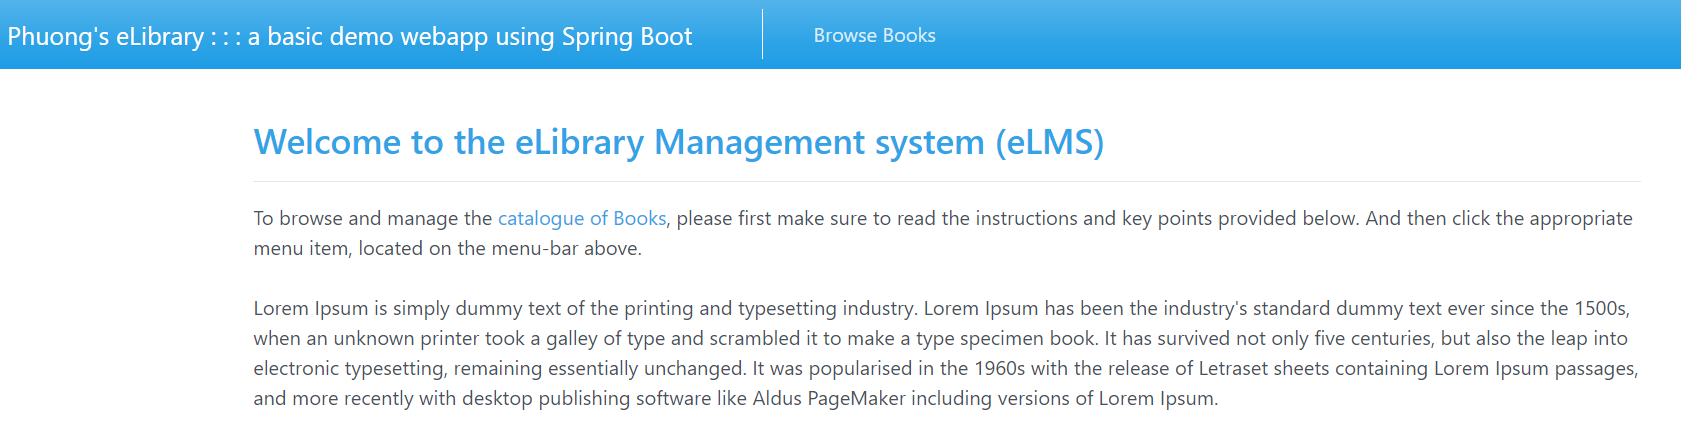 Phuong's eLibrary : : : a basic demo webapp using Spring Boot
Browse Books
Welcome to the eLibrary Management system (eLMS)
To browse and manage the catalogue of Books, please first make sure to read the instructions and key points provided below. And then click the appropriate
menu item, located on the menu-bar above.
Lorem Ipsum is simply dummy text of the printing and typesetting industry. Lorem Ipsum has been the industry's standard dummy text ever since the 1500s,
when an unknown printer took a galley of type and scrambled it to make a type specimen book. It has survived not only five centuries, but also the leap into
electronic typesetting, remaining essentially unchanged. It was popularised in the 1960s with the release of Letraset sheets containing Lorem Ipsum passages,
and more recently with desktop publishing software like Aldus PageMaker including versions of Lorem Ipsum.